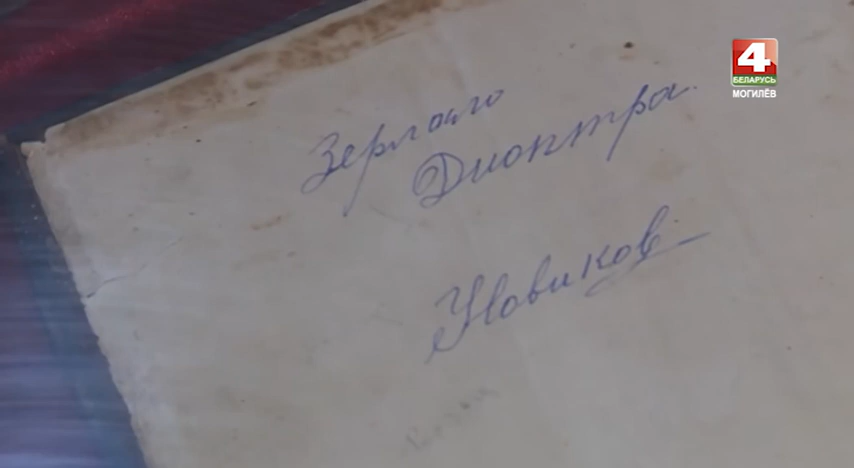 Зерцало
Диоптра.
Новиков
4
БЕЛАРУСЬ
МОГИЛЁВ